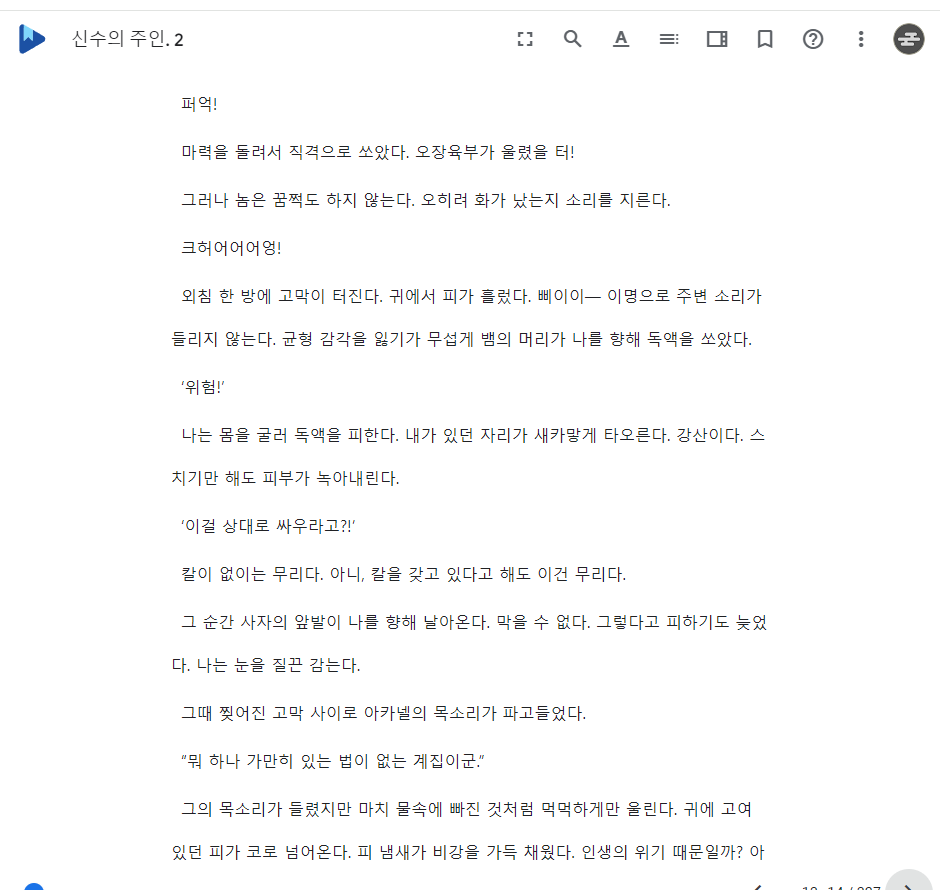 신수의 주인. 2
퍼억!
마력을 돌려서 직격으로 쏘았다. 오장육부가 울렸을 터!
그러나 놈은 꿈쩍도 하지 않는다. 오히려 화가 났는지 소리를 지른다.
크허어어어엉!
외침 한 방에 고막이 터진다. 귀에서 피가 흘렀다. 삐이이― 이명으로 주변 소리가
들리지 않는다. 균형 감각을 잃기가 무섭게 뱀의 머리가 나를 향해 독액을 쏘았다.
‘위험!’
나는 몸을 굴러 독액을 피한다. 내가 있던 자리가 새카맣게 타오른다. 강산이다. 스
치기만 해도 피부가 녹아내린다.
‘이걸 상대로 싸우라고?!’
칼이 없이는 무리다. 아니, 칼을 갖고 있다고 해도 이건 무리다.
그 순간 사자의 앞발이 나를 향해 날아온다. 막을 수 없다. 그렇다고 피하기도 늦었
다. 나는 눈을 질끈 감는다.
그때 찢어진 고막 사이로 아카넬의 목소리가 파고들었다.
“뭐 하나 가만히 있는 법이 없는 계집이군.”
그의 목소리가 들렸지만 마치 물속에 빠진 것처럼 먹먹하게만 울린다. 귀에 고여
있던 피가 코로 넘어온다. 피 냄새가 비강을 가득 채웠다. 인생의 위기 때문일까? 아